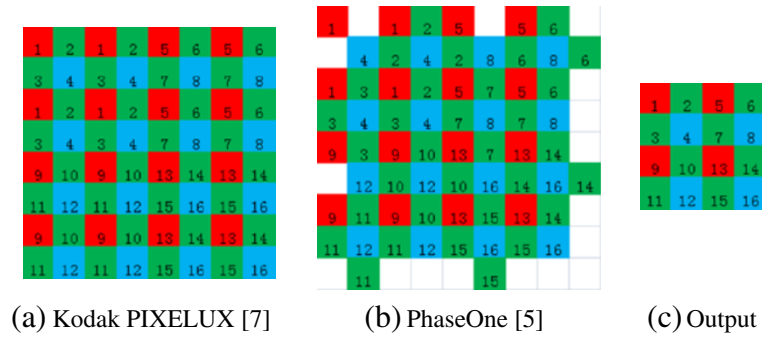 1 2 1 2 5 6 5 6
3 4 3 4 7 8 7 8
1 2 1 2 5 6 5 6
3 4 3 4 7 8 7 8
9 10 9 10 13 14 13 14
11 12 11 12 15 16 15 16
9 10 9 10 13 14 13 14
11 12 11 12 15 16 15 16
(a) Kodak PIXELUX [7]
1 1 2 5 5 6
4 2 4 2 8 6 8 6
1 3 1 2 5 7 5 6
3 4 3 4 7 8 7 8
9 3 9 10 13 7 13 14
12 10 12 10 16 14 16 14
9 11 9 10 13 15 13 14
11 12 11 12 15 16 15 16
11 15
(b) PhaseOne [5]
1 2 5 6
3 4 7 8
9 10 13 14
11 12 15 16
(c) Output